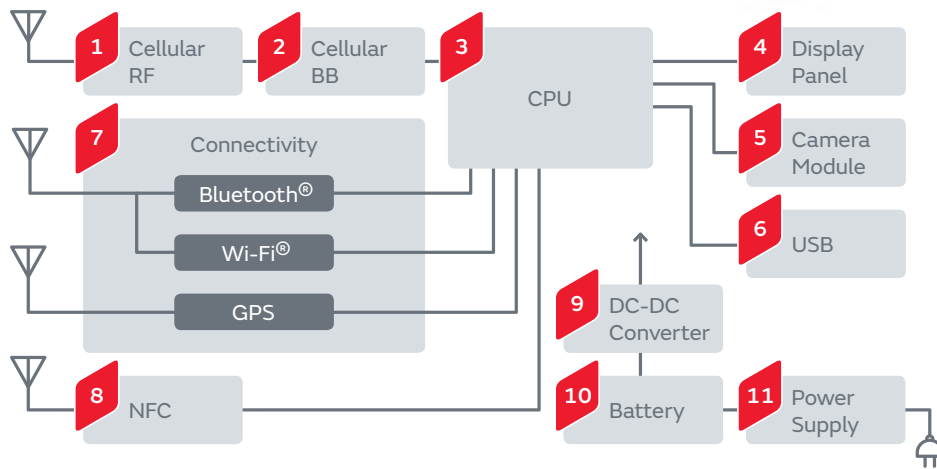 1
Cellular
RF
2
Cellular
BB
3
CPU
4
Display
Panel
5
Camera
Module
6
USB
7
Connectivity
Bluetooth®
Wi-Fi®
GPS
8
NFC
9
DC-DC
Converter
10
Battery
11
Power
Supply